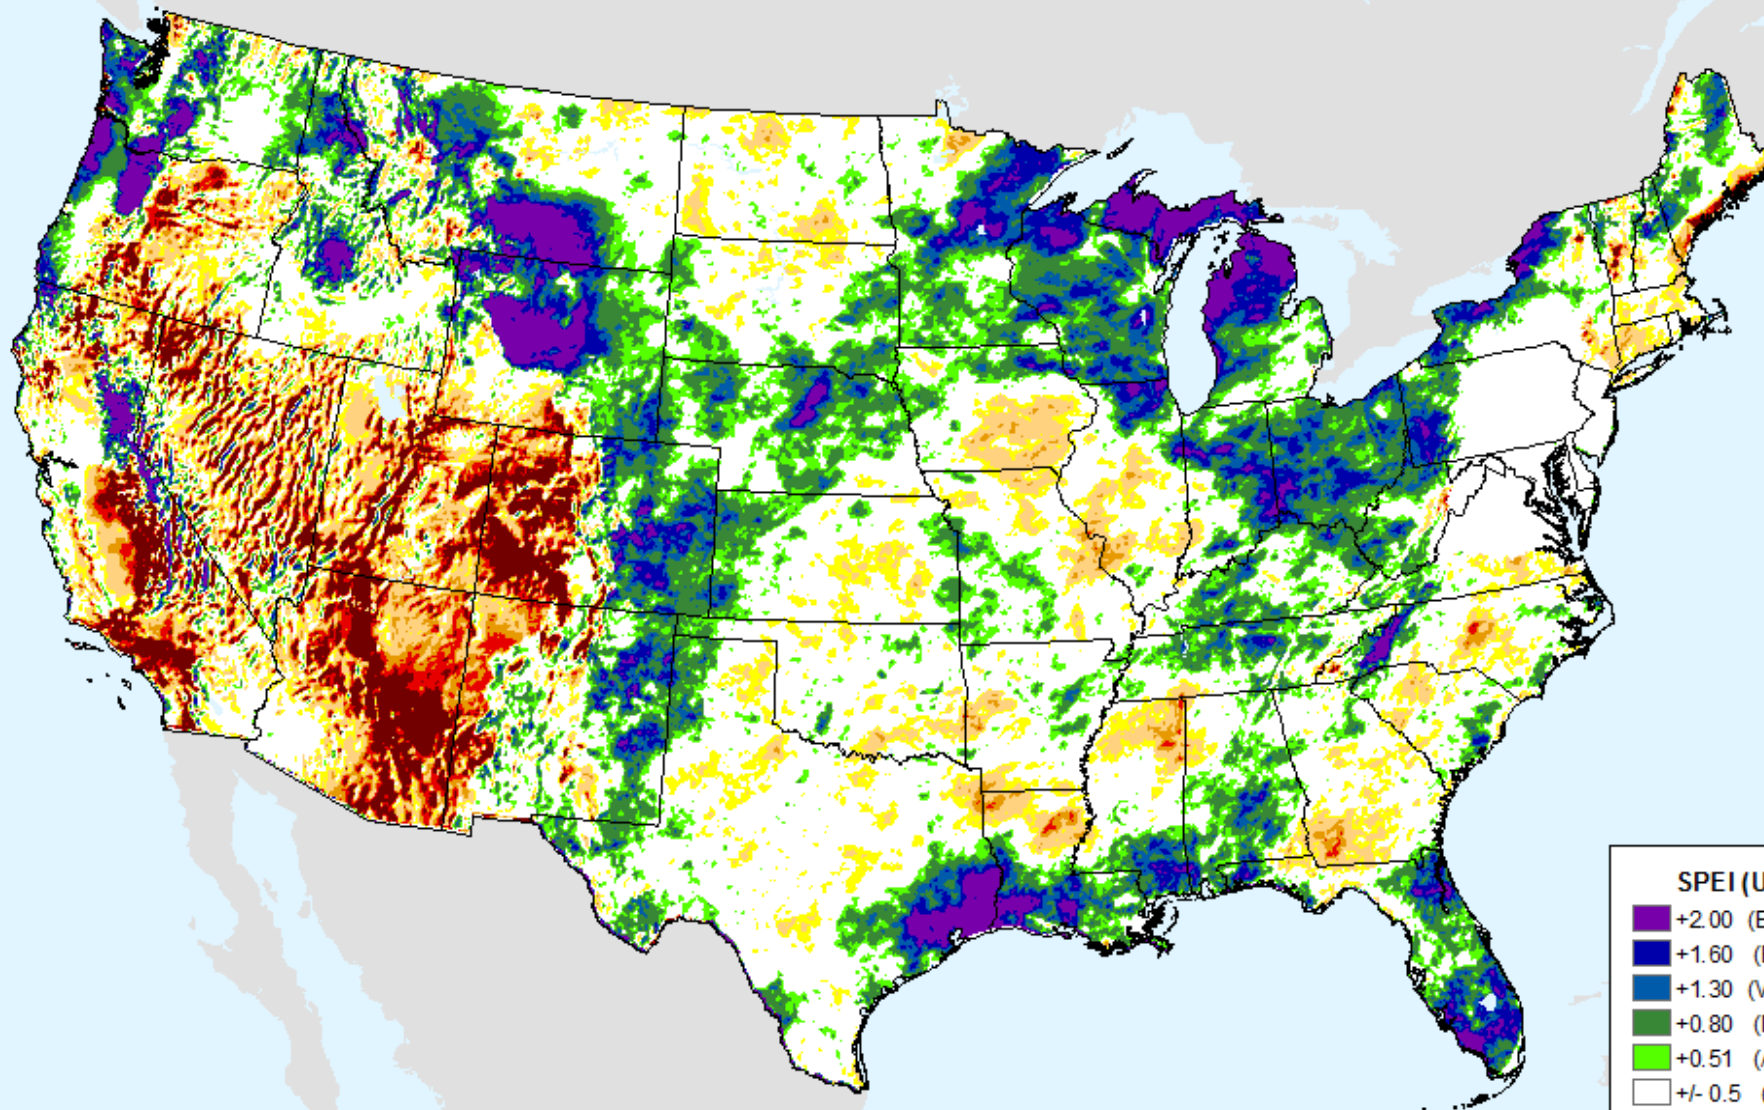 SPEI (U
+2.00 (E
+1.60 (
+1.30 (V
+0.80 (
+0.51 (
+/- 0.5 (